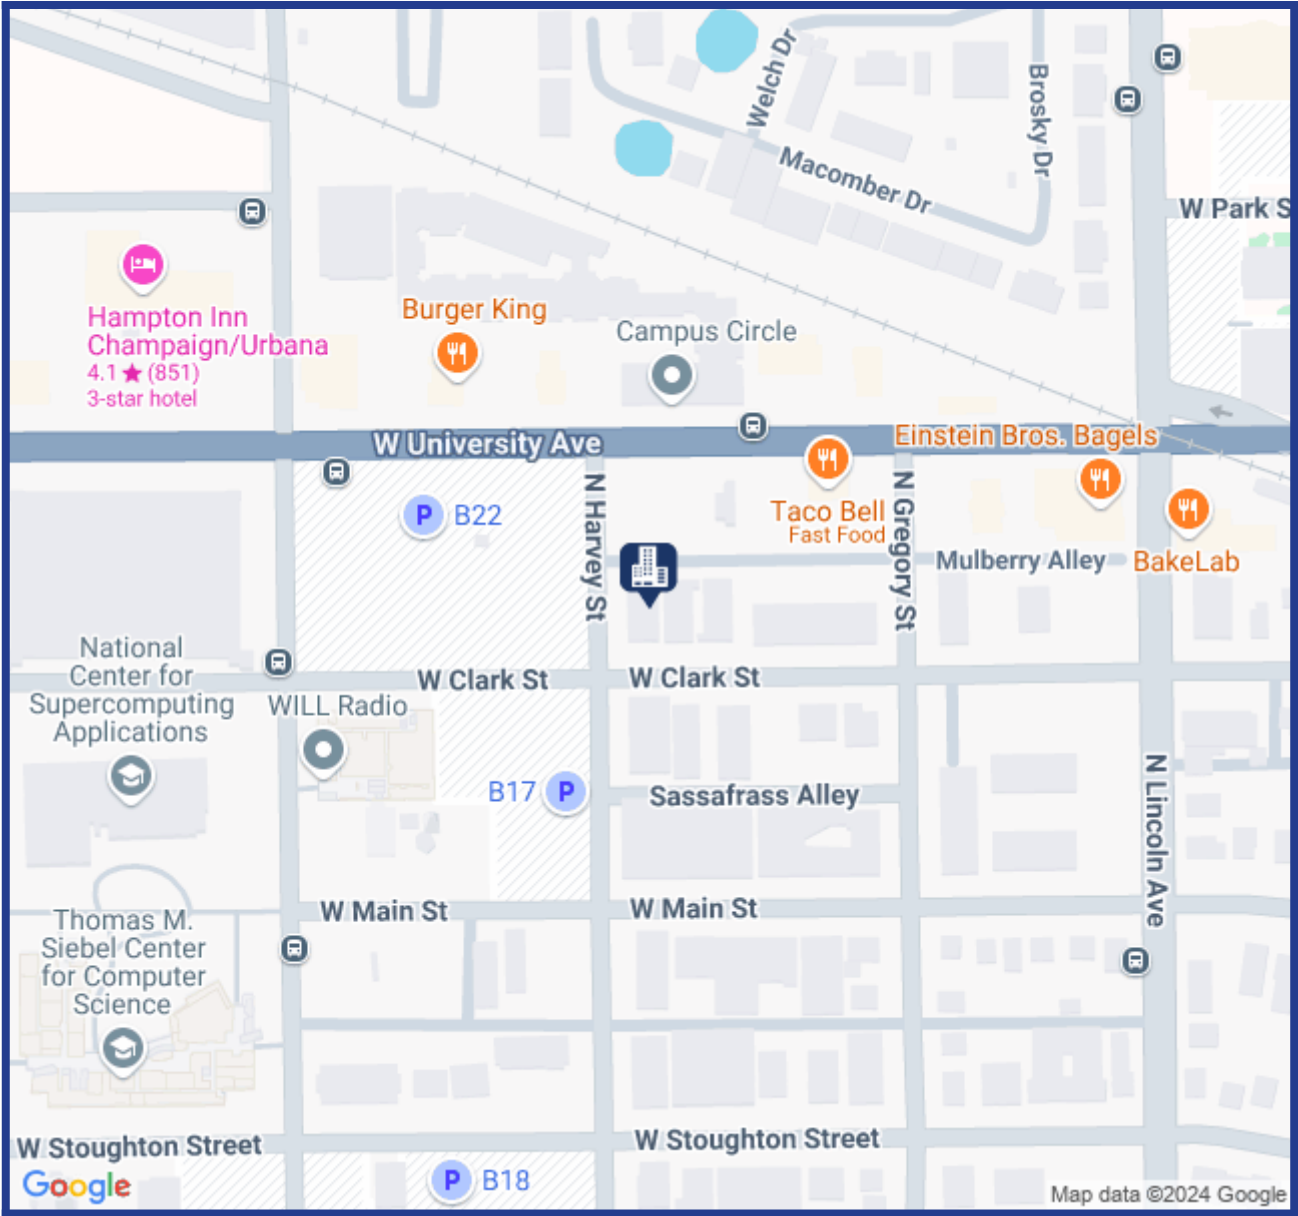 Welch Dr
Brosky Dr
Macomber Dr
W Park S
Hampton Inn
Champaign/Urbana
4.1 ★ (851)
3-star hotel
Burger King
Campus Circle
W University Ave
Einstein Bros. Bagels
P B22
N Harvey St
Taco Bell
Fast Food
N Gregory St
Mulberry Alley
BakeLab
National
Center for
Supercomputing
Applications
W Clark St
W Clark St
WILL Radio
B17 P
Sassafrass Alley
N Lincoln Ave
W Main St
W Main St
Thomas M.
Siebel Center
for Computer
Science
W Stoughton Street
W Stoughton Street
P B18
Google
Map data ©2024 Google